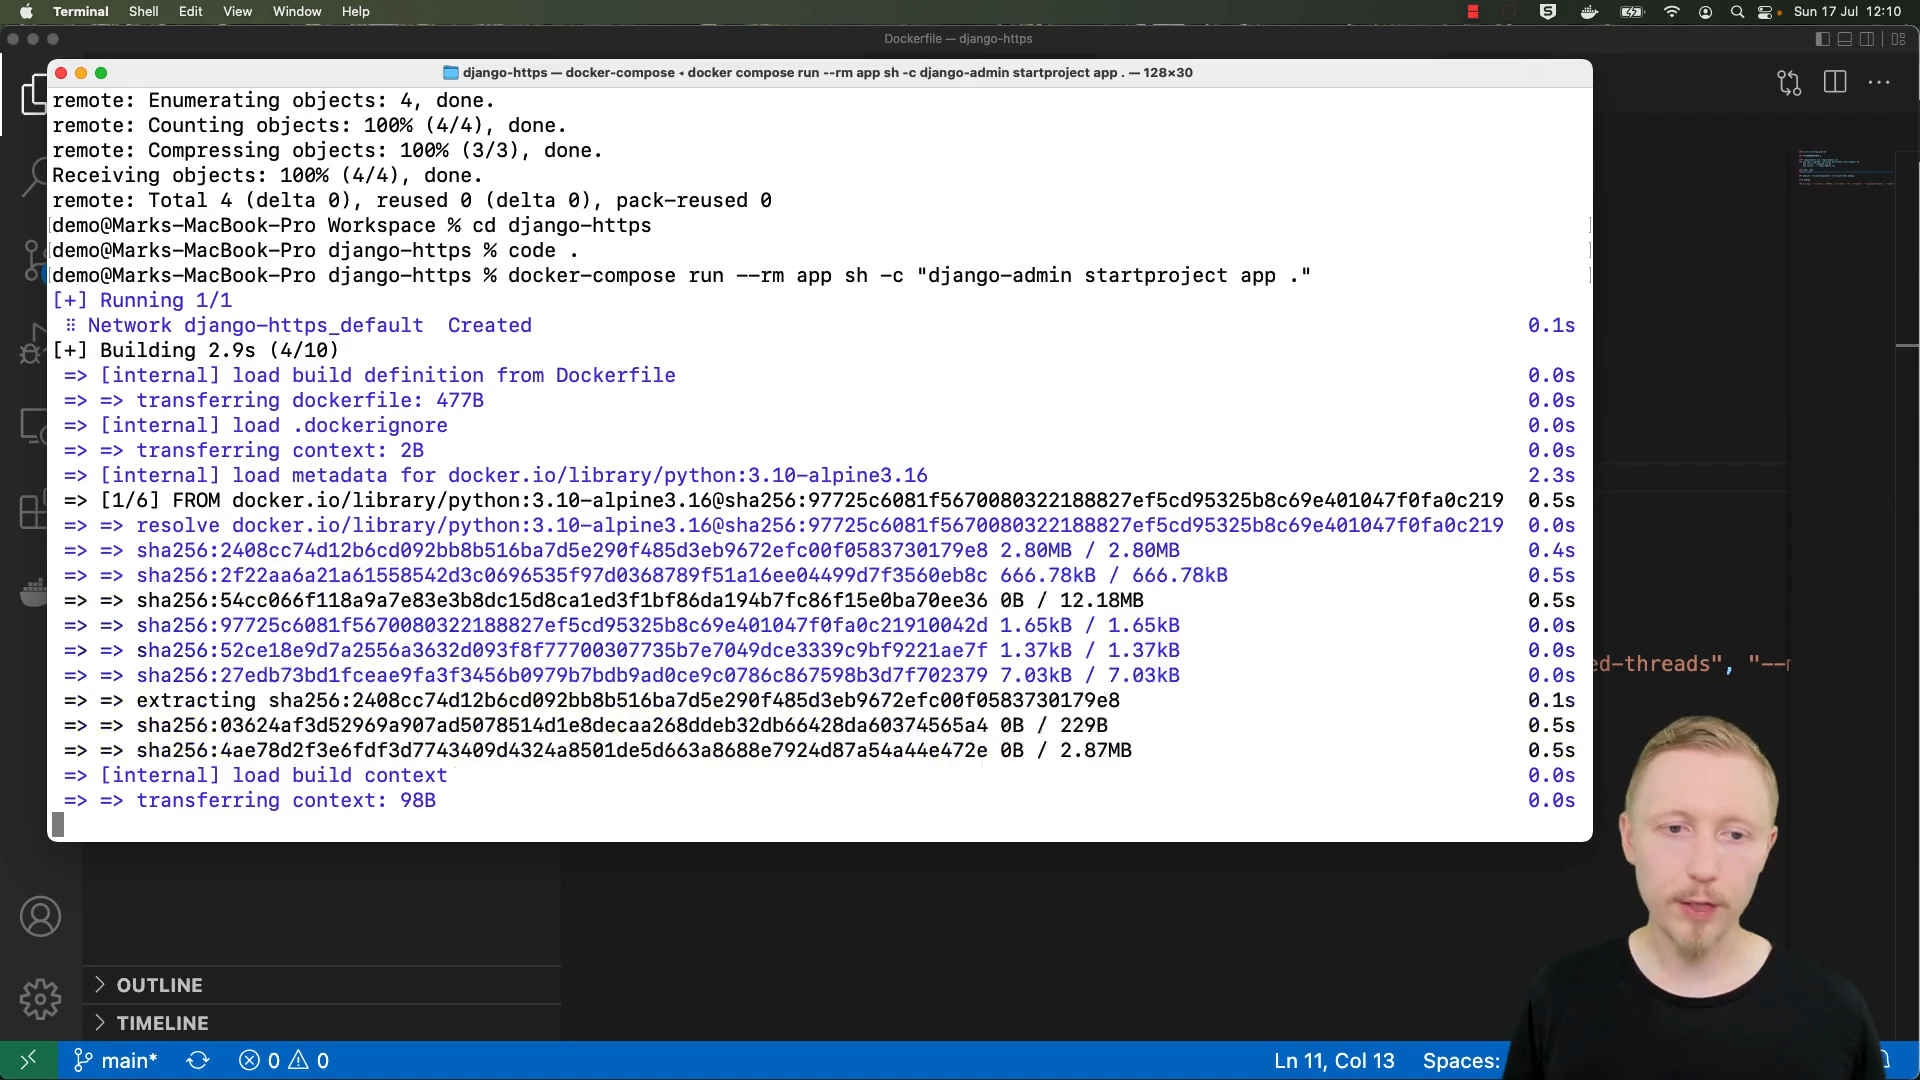 Terminal Shell Edit View Window Help Sun 17 Jul 12:10
Dockerfile — django-https
django-https — docker-compose ◂ docker compose run --rm app sh -c django-admin startproject app . — 128×30
remote: Enumerating objects: 4, done.
remote: Counting objects: 100% (4/4), done.
remote: Compressing objects: 100% (3/3), done.
Receiving objects: 100% (4/4), done.
remote: Total 4 (delta 0), reused 0 (delta 0), pack-reused 0
demo@Marks-MacBook-Pro Workspace % cd django-https
demo@Marks-MacBook-Pro django-https % code .
demo@Marks-MacBook-Pro django-https % docker-compose run --rm app sh -c "django-admin startproject app ."
[+] Running 1/1
⠿ Network django-https_default Created 0.1s
[+] Building 2.9s (4/10)
=> [internal] load build definition from Dockerfile 0.0s
=> => transferring dockerfile: 477B 0.0s
=> [internal] load .dockerignore 0.0s
=> => transferring context: 2B 0.0s
=> [internal] load metadata for docker.io/library/python:3.10-alpine3.16 2.3s
=> [1/6] FROM docker.io/library/python:3.10-alpine3.16@sha256:97725c6081f5670080322188827ef5cd95325b8c69e401047f0fa0c219 0.5s
=> => resolve docker.io/library/python:3.10-alpine3.16@sha256:97725c6081f5670080322188827ef5cd95325b8c69e401047f0fa0c219 0.0s
=> => sha256:2408cc74d12b6cd092bb8b516ba7d5e290f485d3eb9672efc00f0583730179e8 2.80MB / 2.80MB 0.4s
=> => sha256:2f22aa6a21a61558542d3c0696535f97d0368789f51a16ee04499d7f3560eb8c 666.78kB / 666.78kB 0.5s
=> => sha256:54cc066f118a9a7e83e3b8dc15d8ca1ed3f1bf86da194b7fc86f15e0ba70ee36 0B / 12.18MB 0.5s
=> => sha256:97725c6081f5670080322188827ef5cd95325b8c69e401047f0fa0c21910042d 1.65kB / 1.65kB 0.0s
=> => sha256:52ce18e9d7a2556a3632d093f8f77700307735b7e7049dce3339c9bf9221ae7f 1.37kB / 1.37kB 0.0s
=> => sha256:27edb73bd1fceae9fa3f3456b0979b7bdb9ad0ce9c0786c867598b3d7f702379 7.03kB / 7.03kB 0.0s
=> => extracting sha256:2408cc74d12b6cd092bb8b516ba7d5e290f485d3eb9672efc00f0583730179e8 0.1s
=> => sha256:03624af3d52969a907ad5078514d1e8decaa268ddeb32db66428da60374565a4 0B / 229B 0.5s
=> => sha256:4ae78d2f3e6fdf3d7743409d4324a8501de5d663a8688e7924d87a54a44e472e 0B / 2.87MB 0.5s
=> [internal] load build context 0.0s
=> => transferring context: 98B 0.0s
ed-threads", "--
OUTLINE
TIMELINE
main* 0 0 Ln 11, Col 13 Spaces: